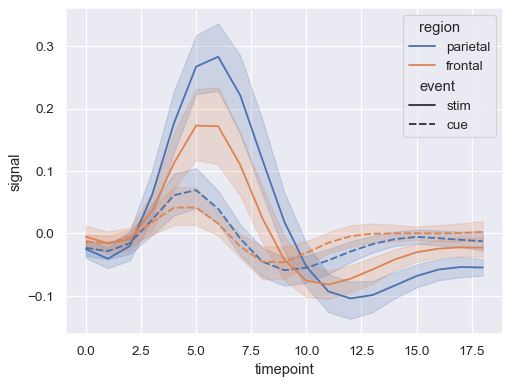 region
parietal
frontal
event
stim
cue
0.3
0.2
0.1
0.0
−0.1
signal
0.0 2.5 5.0 7.5 10.0 12.5 15.0 17.5
timepoint